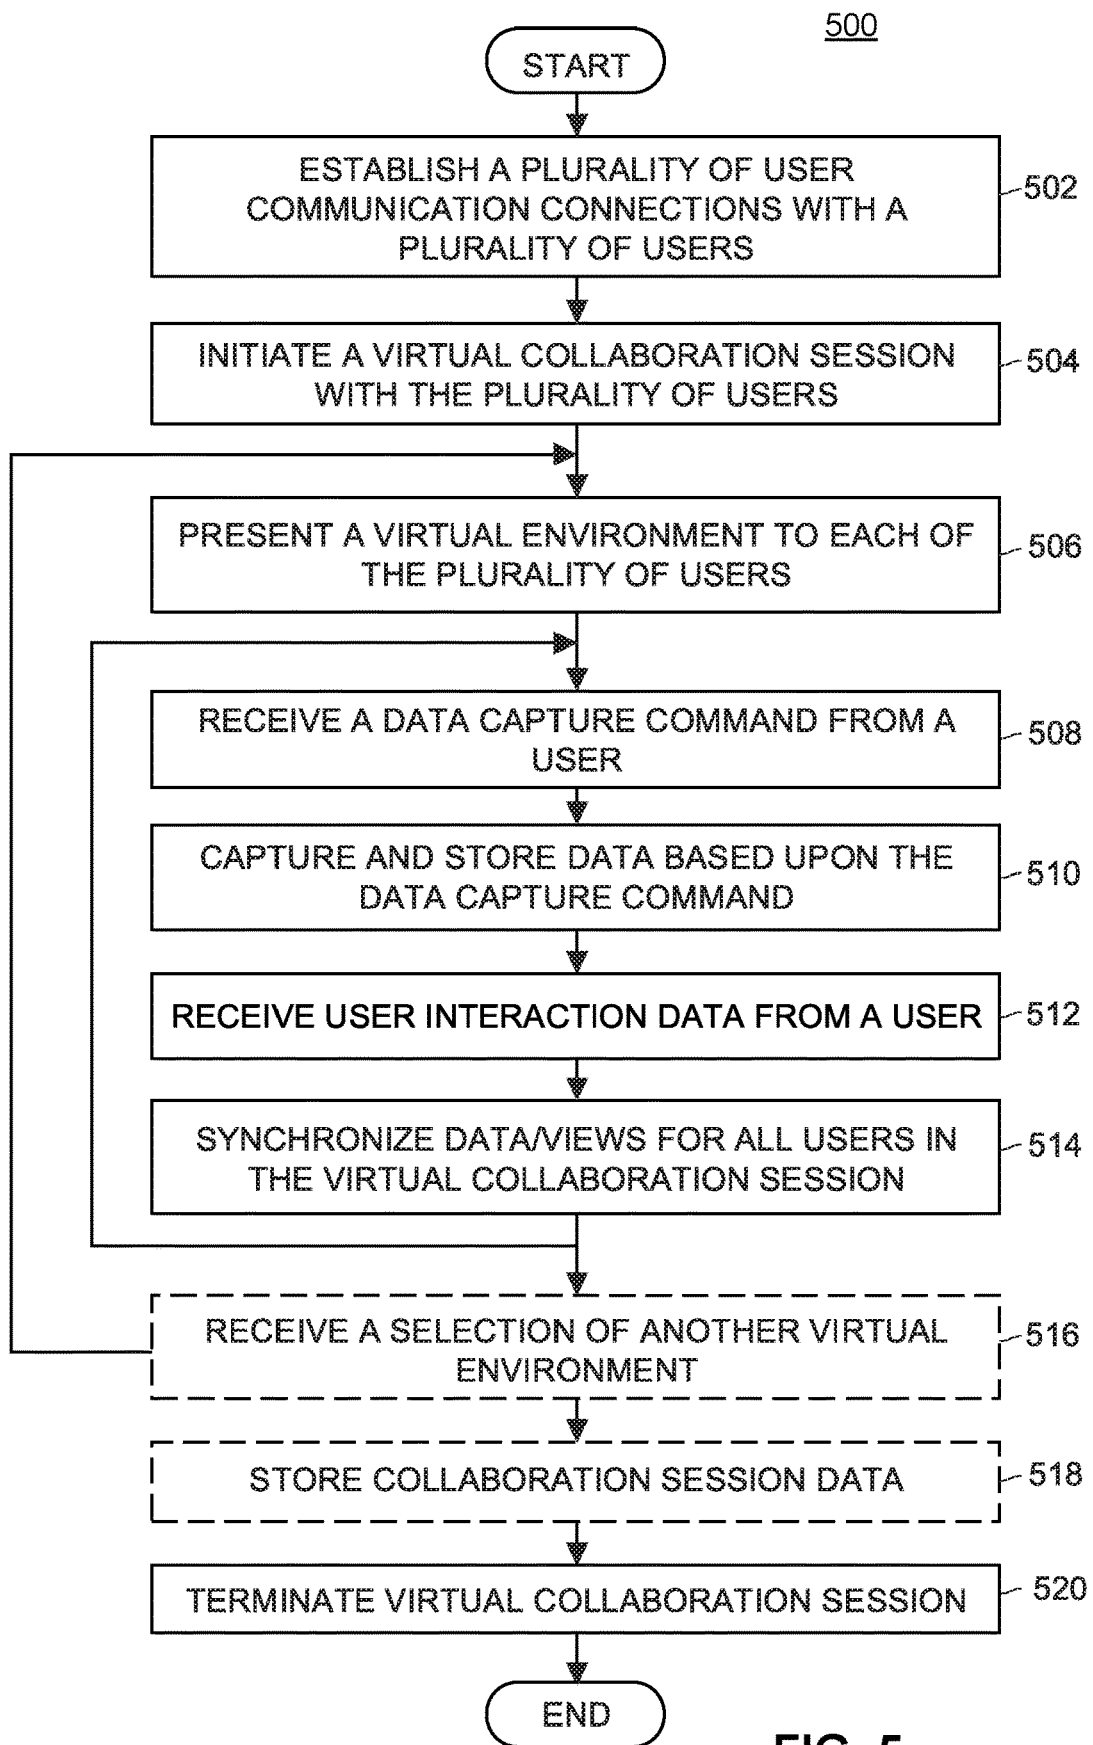 500
START
ESTABLISH A PLURALITY OF USER
COMMUNICATION CONNECTIONS WITH A
PLURALITY OF USERS
502
INITIATE A VIRTUAL COLLABORATION SESSION
WITH THE PLURALITY OF USERS
504
PRESENT A VIRTUAL ENVIRONMENT TO EACH OF
THE PLURALITY OF USERS
506
RECEIVE A DATA CAPTURE COMMAND FROM A
USER
508
CAPTURE AND STORE DATA BASED UPON THE
DATA CAPTURE COMMAND
510
RECEIVE USER INTERACTION DATA FROM A USER
512
SYNCHRONIZE DATA/VIEWS FOR ALL USERS IN
THE VIRTUAL COLLABORATION SESSION
514
RECEIVE A SELECTION OF ANOTHER VIRTUAL
ENVIRONMENT
516
STORE COLLABORATION SESSION DATA
518
TERMINATE VIRTUAL COLLABORATION SESSION
520
END
FIG. 5